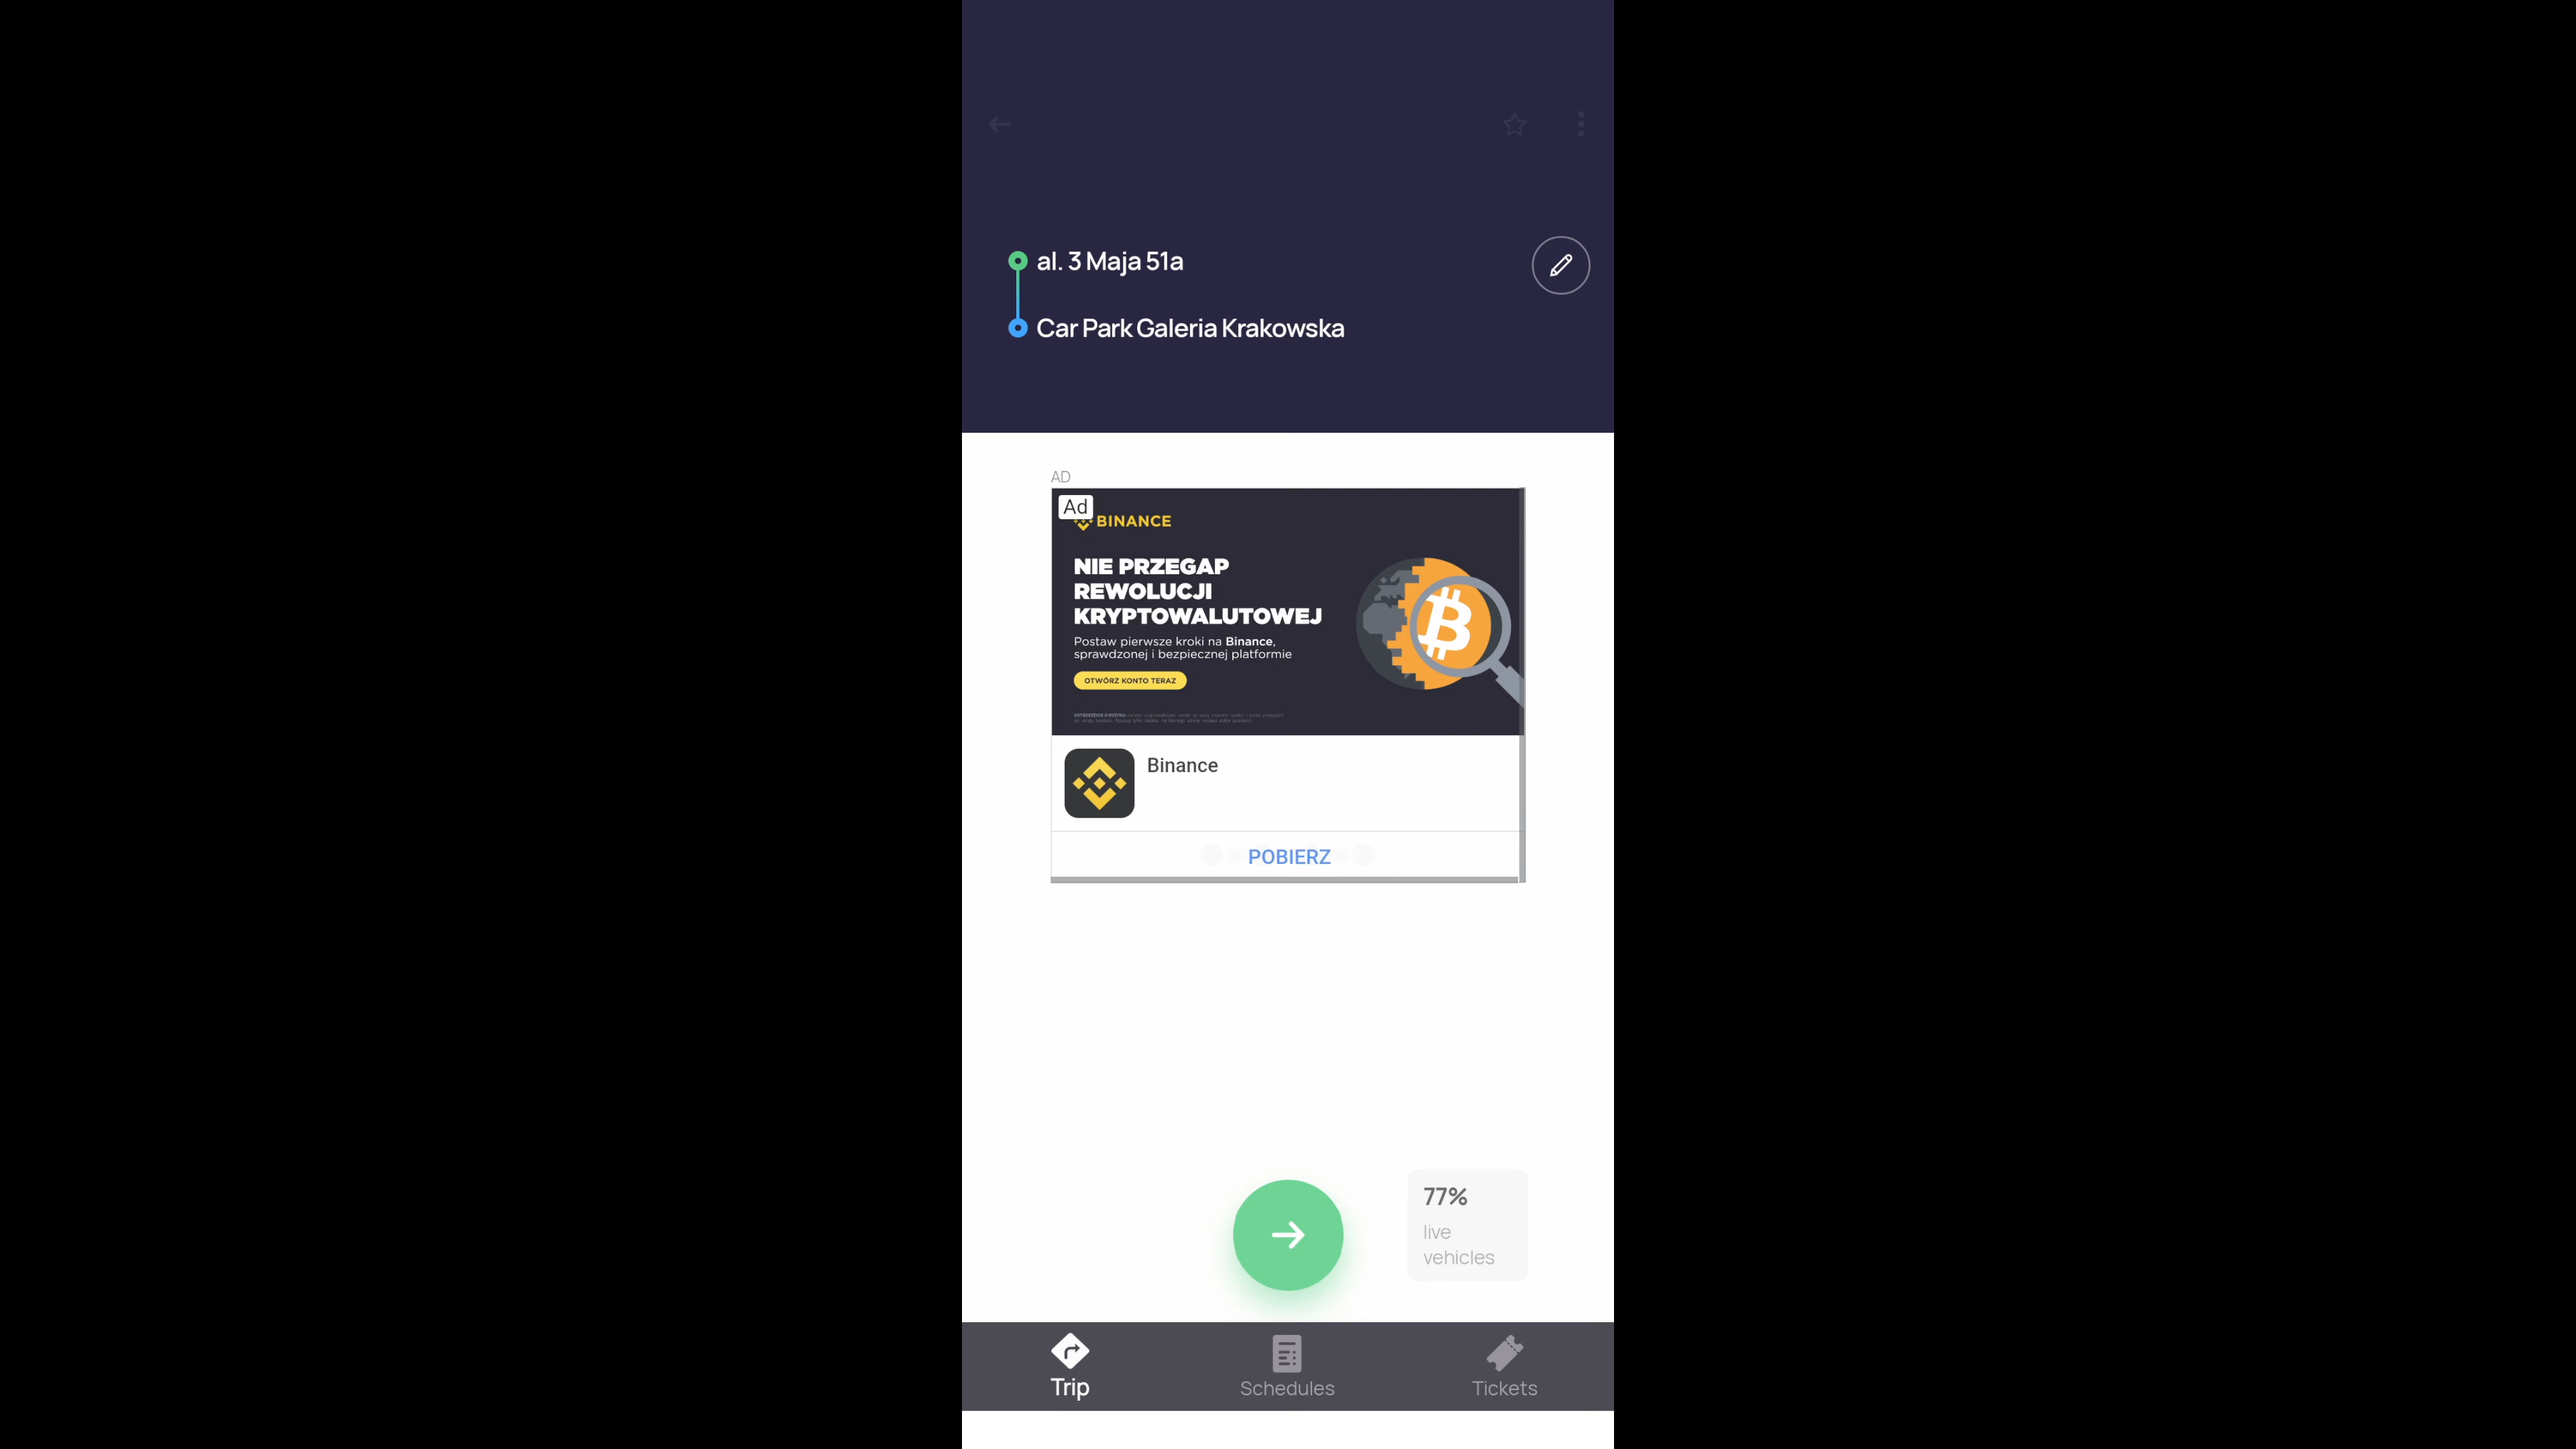 al. 3 Maja 51a
Car Park Galeria Krakowska
AD
Ad
BINANCE
NIE PRZEGAP
REWOLUCJI
KRYPTOWALUTOWEJ
Postaw pierwsze kroki na Binance,
sprawdzonej i bezpiecznej platformie
OTWÓRZ KONTO TERAZ
Binance
POBIERZ
77%
live
vehicles
Trip
Schedules
Tickets